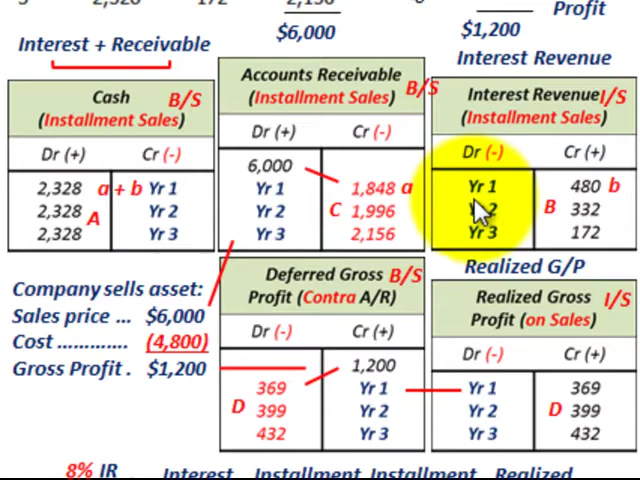 Profit
$6,000
$1,200
Interest + Receivable
Interest Revenue
Cash B/S
(Installment Sales)
Dr (+) Cr (-)
2,328 a + b Yr 1
2,328 A Yr 2
2,328 Yr 3
Accounts Receivable
(Installment Sales) B/S
Dr (+) Cr (-)
6,000
Yr 1 1,848 a
Yr 2 C 1,996
Yr 3 2,156
Interest Revenue I/S
(Installment Sales)
Dr (-) Cr (+)
Yr 1 480 b
Yr 2 B 332
Yr 3 172
Company sells asset:
Sales price ... $6,000
Cost ............. (4,800)
Gross Profit . $1,200
Deferred Gross B/S
Profit (Contra A/R)
Dr (-) Cr (+)
1,200
369 Yr 1
D 399 Yr 2
432 Yr 3
Realized G/P
Realized Gross I/S
Profit (on Sales)
Dr (-) Cr (+)
Yr 1 369
Yr 2 D 399
Yr 3 432
8% IR Interest Installment Installment Realized